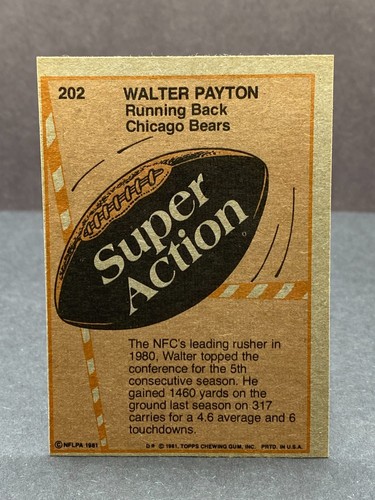 202 WALTER PAYTON
Running Back
Chicago Bears
Super
Action
The NFC's leading rusher in
1980, Walter topped the
conference for the 5th
consecutive season. He
gained 1460 yards on the
ground last season on 317
carries for a 4.6 average and 6
touchdowns.
© NFLPA 1981 D✻ © 1981, TOPPS CHEWING GUM, INC. PRTD. IN U.S.A.